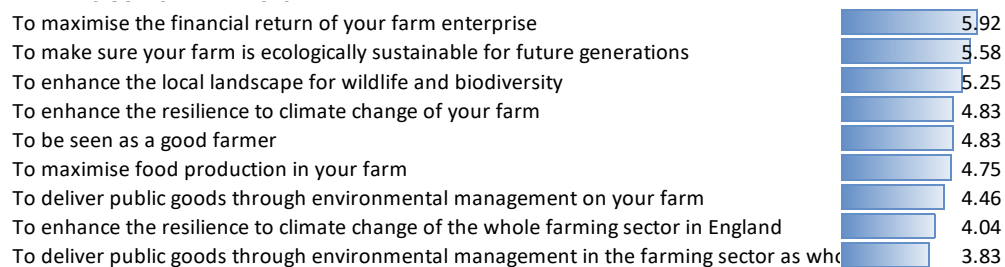 To maximise the financial return of your farm enterprise 5.92
To make sure your farm is ecologically sustainable for future generations 5.58
To enhance the local landscape for wildlife and biodiversity 5.25
To enhance the resilience to climate change of your farm 4.83
To be seen as a good farmer 4.83
To maximise food production in your farm 4.75
To deliver public goods through environmental management on your farm 4.46
To enhance the resilience to climate change of the whole farming sector in England 4.04
To deliver public goods through environmental management in the farming sector as 3.83